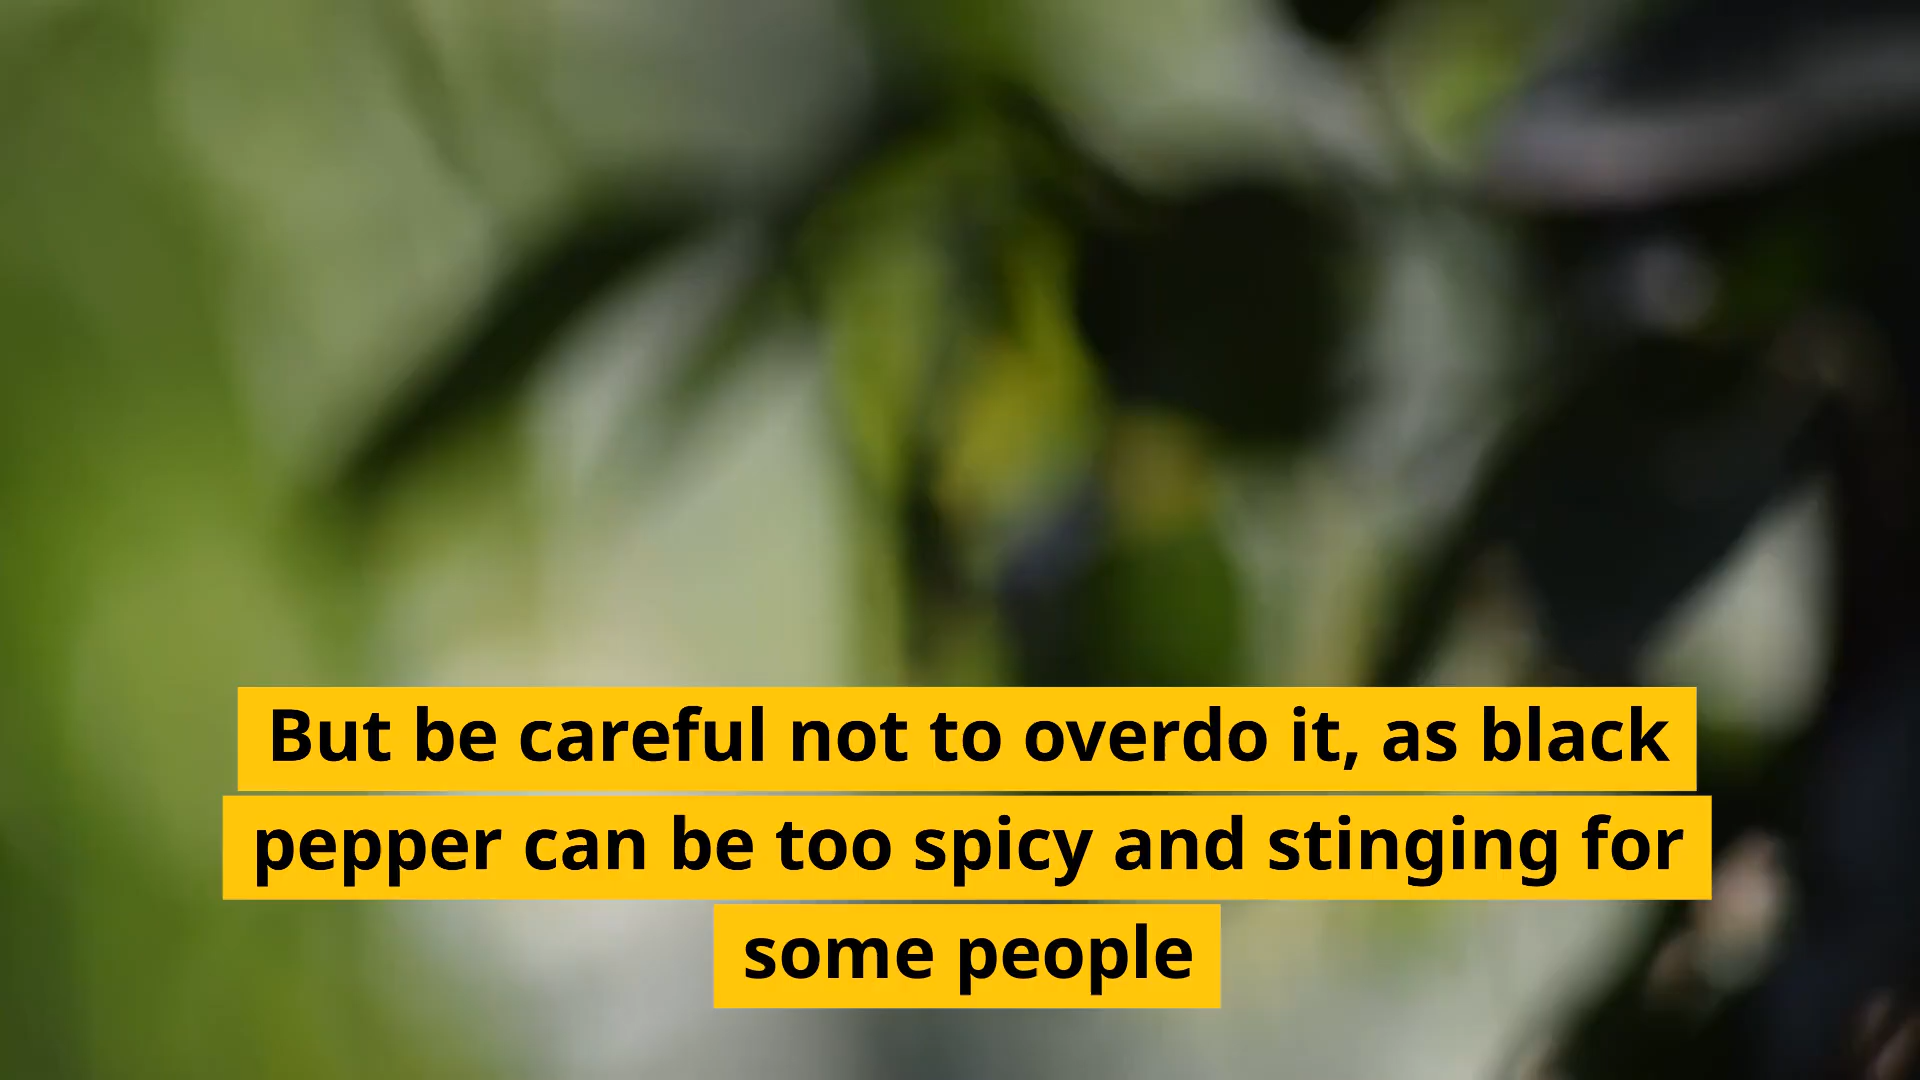 But be careful not to overdo it, as black
pepper can be too spicy and stinging for
some people